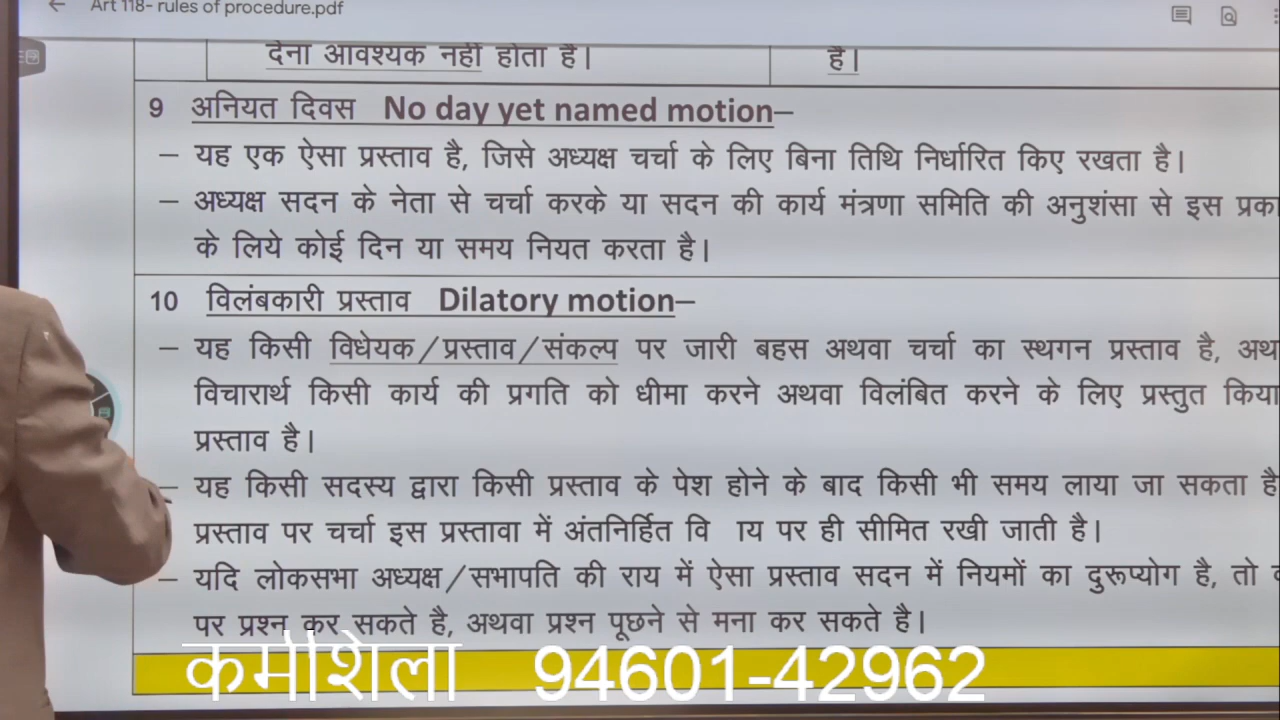 Art 118- rules of procedure.pdf
देना आवश्यक नहीं होता है।
है।
9 अनियत दिवस No day yet named motion–
– यह एक ऐसा प्रस्ताव है, जिसे अध्यक्ष चर्चा के लिए बिना तिथि निर्धारित किए रखता है।
– अध्यक्ष सदन के नेता से चर्चा करके या सदन की कार्य मंत्रणा समिति की अनुशंसा से इस
के लिये कोई दिन या समय नियत करता है।
10 विलंबकारी प्रस्ताव Dilatory motion–
– यह किसी विधेयक/प्रस्ताव/संकल्प पर जारी बहस अथवा चर्चा का स्थगन प्रस्ताव है,
विचारार्थ किसी कार्य की प्रगति को धीमा करने अथवा विलंबित करने के लिए प्रस्तुत किया
प्रस्ताव है।
– यह किसी सदस्य द्वारा किसी प्रस्ताव के पेश होने के बाद किसी भी समय लाया जा सकता है
प्रस्ताव पर चर्चा इस प्रस्तावा में अंतनिर्हित वि ाय पर ही सीमित रखी जाती है।
– यदि लोकसभा अध्यक्ष/सभापति की राय में ऐसा प्रस्ताव सदन में नियमों का दुरूप्योग है, तो
पर प्रश्न कर सकते है, अथवा प्रश्न पूछने से मना कर सकते है।
94601-42962